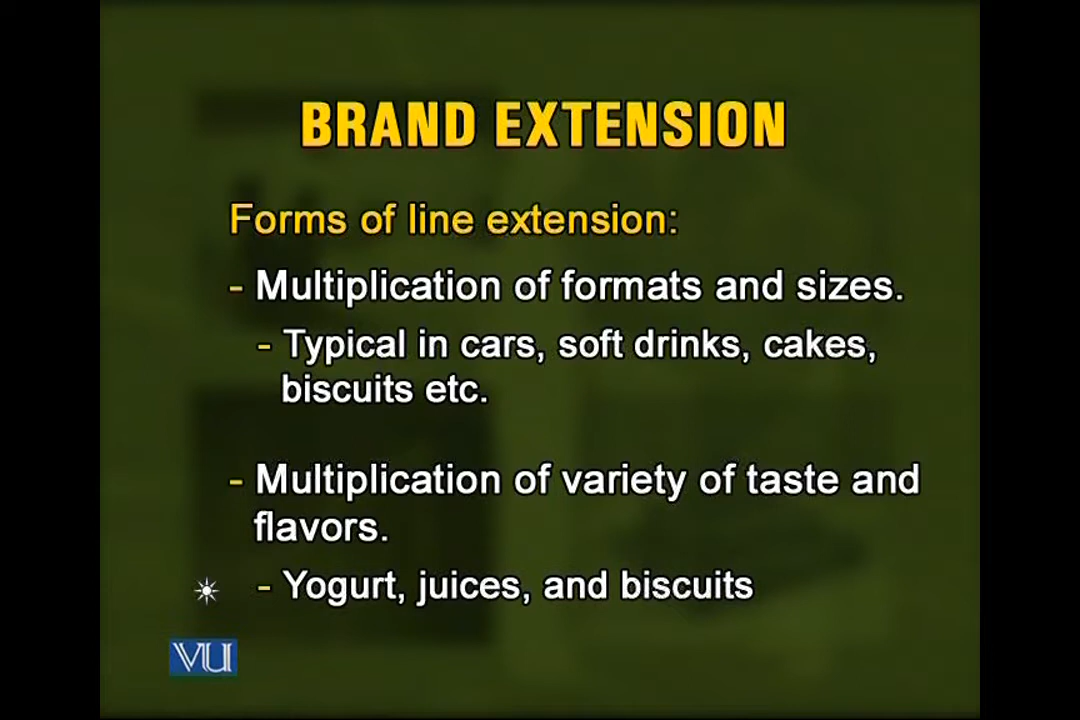 BRAND EXTENSION
Forms of line extension:
- Multiplication of formats and sizes.
- Typical in cars, soft drinks, cakes,
biscuits etc.
- Multiplication of variety of taste and
flavors.
- Yogurt, juices, and biscuits
VU